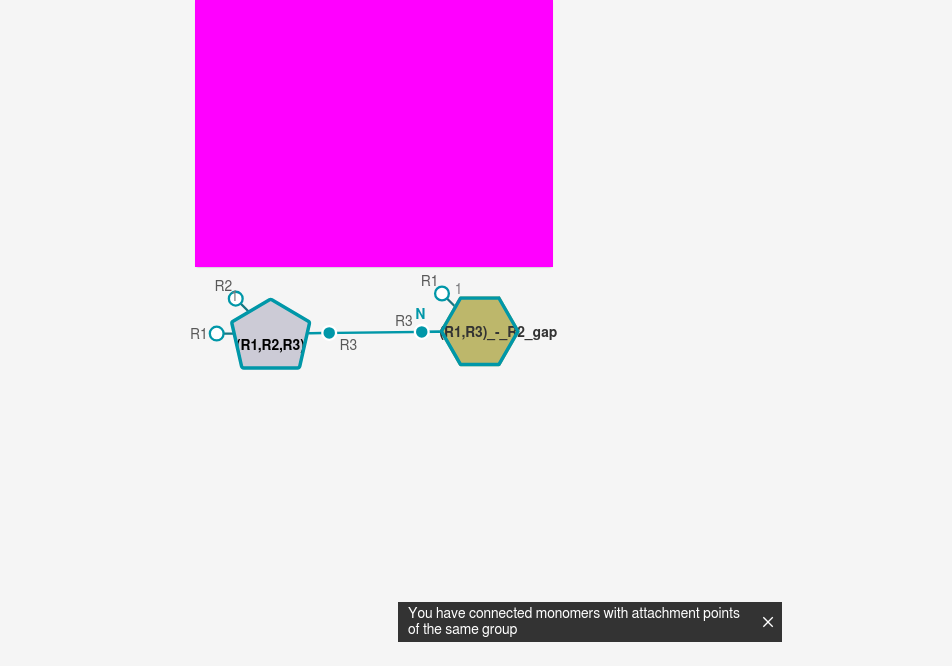 R2
1
R1
(R1,R2,R3)
R3
R1
1
N
R3
(R1,R3)_-_R2_gap
You have connected monomers with attachment points
of the same group